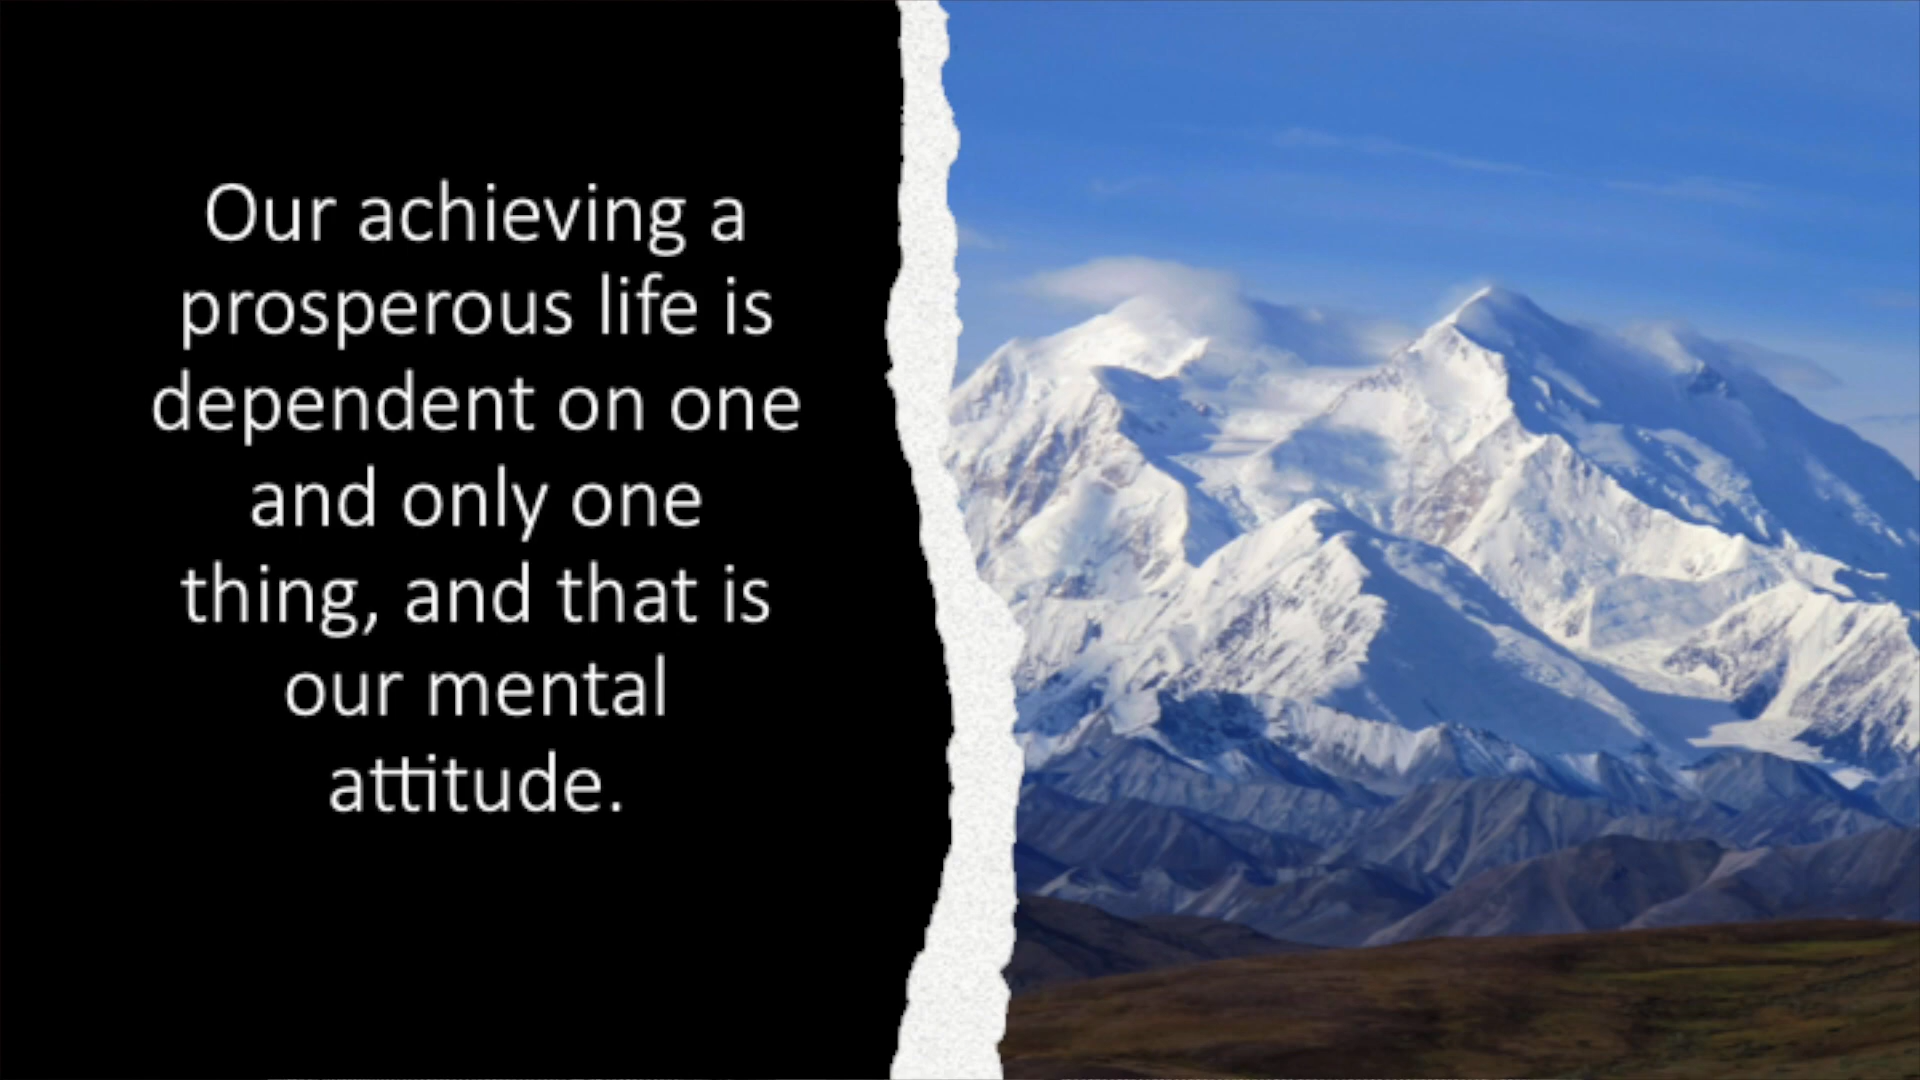 Our achieving a
prosperous life is
dependent on one
and only one
thing, and that is
our mental
attitude.